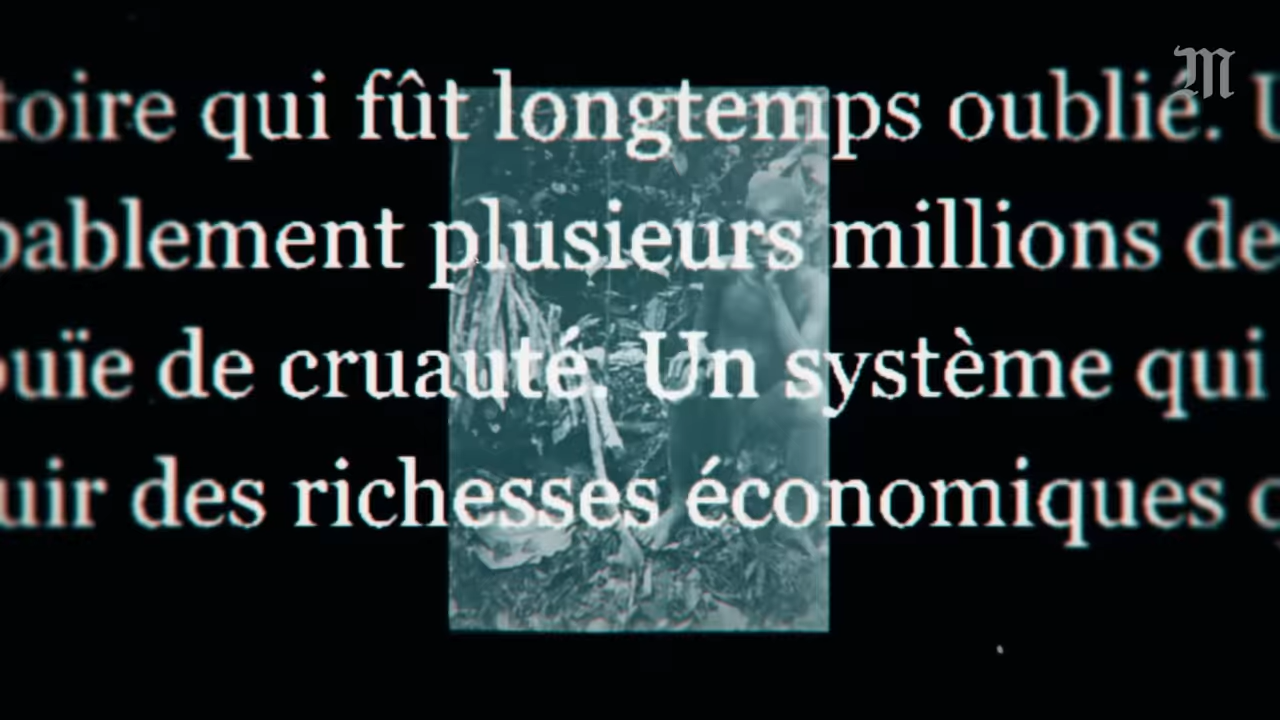 toire qui fût longtemps oublié. U
pablement plusieurs millions de
ouïe de cruauté. Un système qui
uir des richesses économiques
M